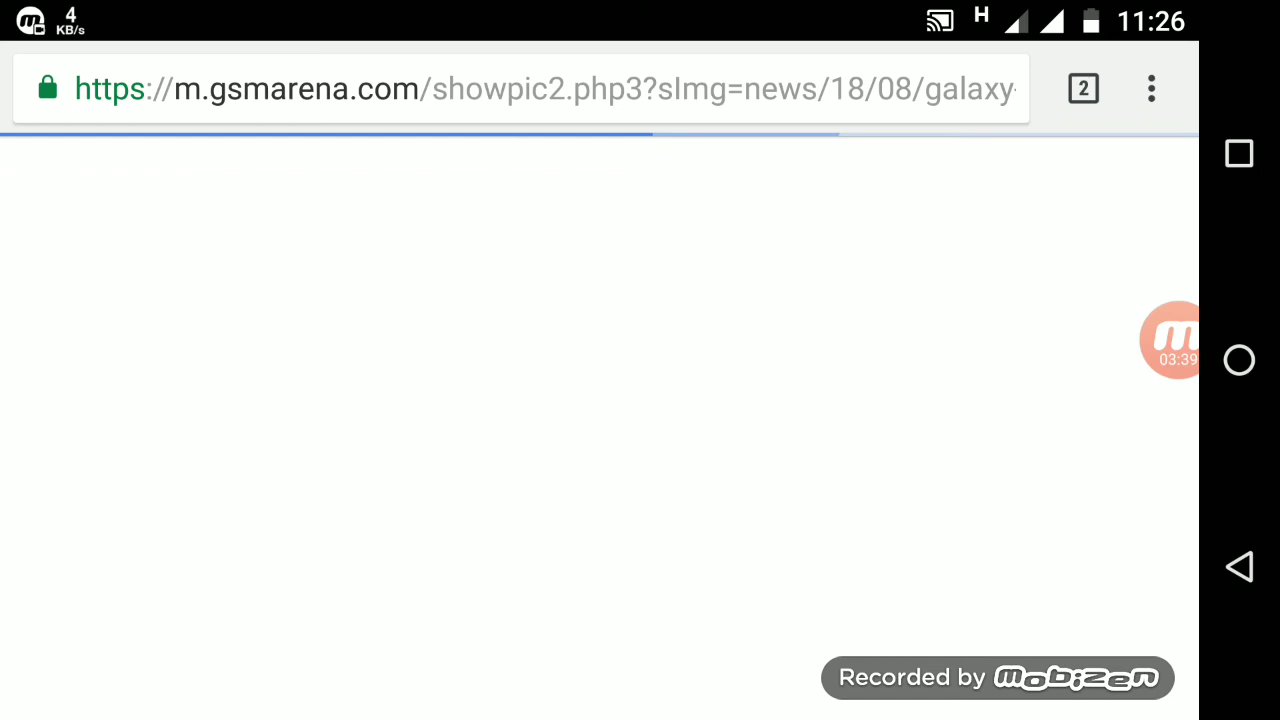 4
KB/s
H
11:26
https://m.gsmarena.com/showpic2.php3?sImg=news/18/08/galaxy-
2
m
03:39
Recorded by mobizen